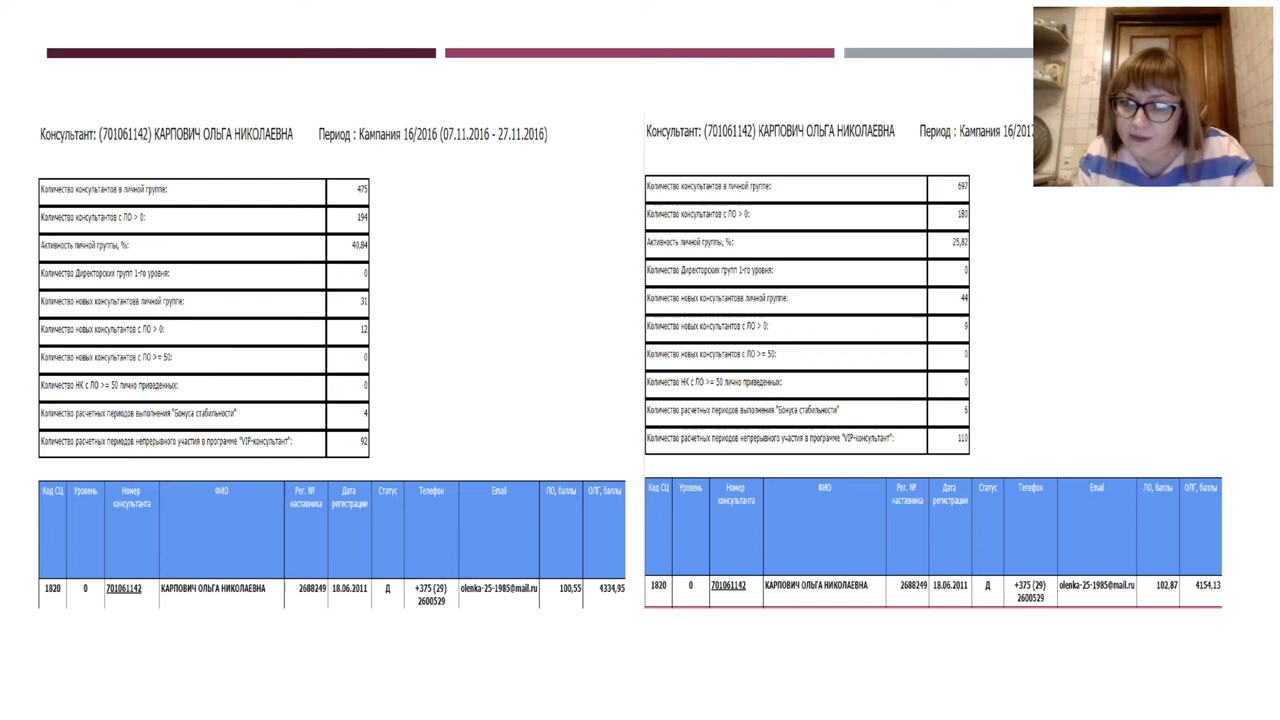 Консультант: (701061142) КАРПОВИЧ ОЛЬГА НИКОЛАЕВНА Период : Кампания 16/2016 (07.11.2016 - 27.11.2016)
Количество консультантов в личной группе: 475
Количество консультантов с ЛО > 0: 194
Активность личной группы, %: 40,84
Количество Директорских групп 1-го уровня: 0
Количество новых консультантовв личной группе: 31
Количество новых консультантов с ЛО > 0: 12
Количество новых консультантов с ЛО >= 50: 0
Количество НК с ЛО >= 50 лично приведенных: 0
Количество расчетных периодов выполнения "Бонуса стабильности" 4
Количество расчетных периодов непрерывного участия в программе "VIP-консультант": 92
Код СЦ Уровень Номер консультанта ФИО Рег. № наставника Дата регистрации Статус Телефон Email ЛО, баллы ОЛГ, баллы
1820 0 701061142 КАРПОВИЧ ОЛЬГА НИКОЛАЕВНА 2688249 18.06.2011 Д +375 (29) 2600529 olenka-25-1985@mail.ru 100,55 4334,95
Консультант: (701061142) КАРПОВИЧ ОЛЬГА НИКОЛАЕВНА Период : Кампания 16/2017
Количество консультантов в личной группе: 697
Количество консультантов с ЛО > 0: 180
Активность личной группы, %: 25,82
Количество Директорских групп 1-го уровня: 0
Количество новых консультантовв личной группе: 44
Количество новых консультантов с ЛО > 0: 9
Количество новых консультантов с ЛО >= 50: 0
Количество НК с ЛО >= 50 лично приведенных: 0
Количество расчетных периодов выполнения "Бонуса стабильности" 6
Количество расчетных периодов непрерывного участия в программе "VIP-консультант": 110
Код СЦ Уровень Номер консультанта ФИО Рег. № наставника Дата регистрации Статус Телефон Email ЛО, баллы ОЛГ, баллы
1820 0 701061142 КАРПОВИЧ ОЛЬГА НИКОЛАЕВНА 2688249 18.06.2011 Д +375 (29) 2600529 olenka-25-1985@mail.ru 102,87 4154,13